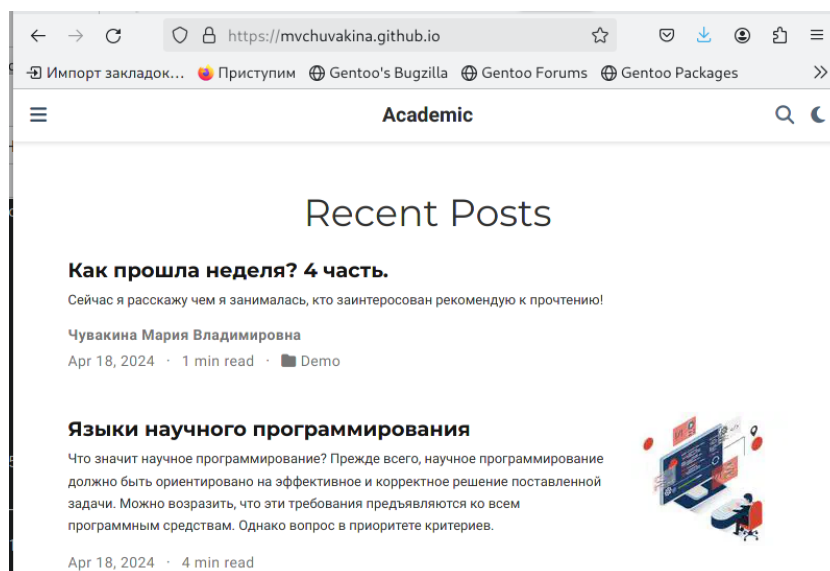 https://mvchuvakina.github.io
Импорт закладок... Приступим Gentoo's Bugzilla Gentoo Forums Gentoo Packages
Academic
Recent Posts
Как прошла неделя? 4 часть.
Сейчас я расскажу чем я занималась, кто заинтеросован рекомендую к прочтению!
Чувакина Мария Владимировна
Apr 18, 2024 · 1 min read · Demo
Языки научного программирования
Что значит научное программирование? Прежде всего, научное программирование
должно быть ориентировано на эффективное и корректное решение поставленной
задачи. Можно возразить, что эти требования предъявляются ко всем
программным средствам. Однако вопрос в приоритете критериев.
Apr 18, 2024 · 4 min read